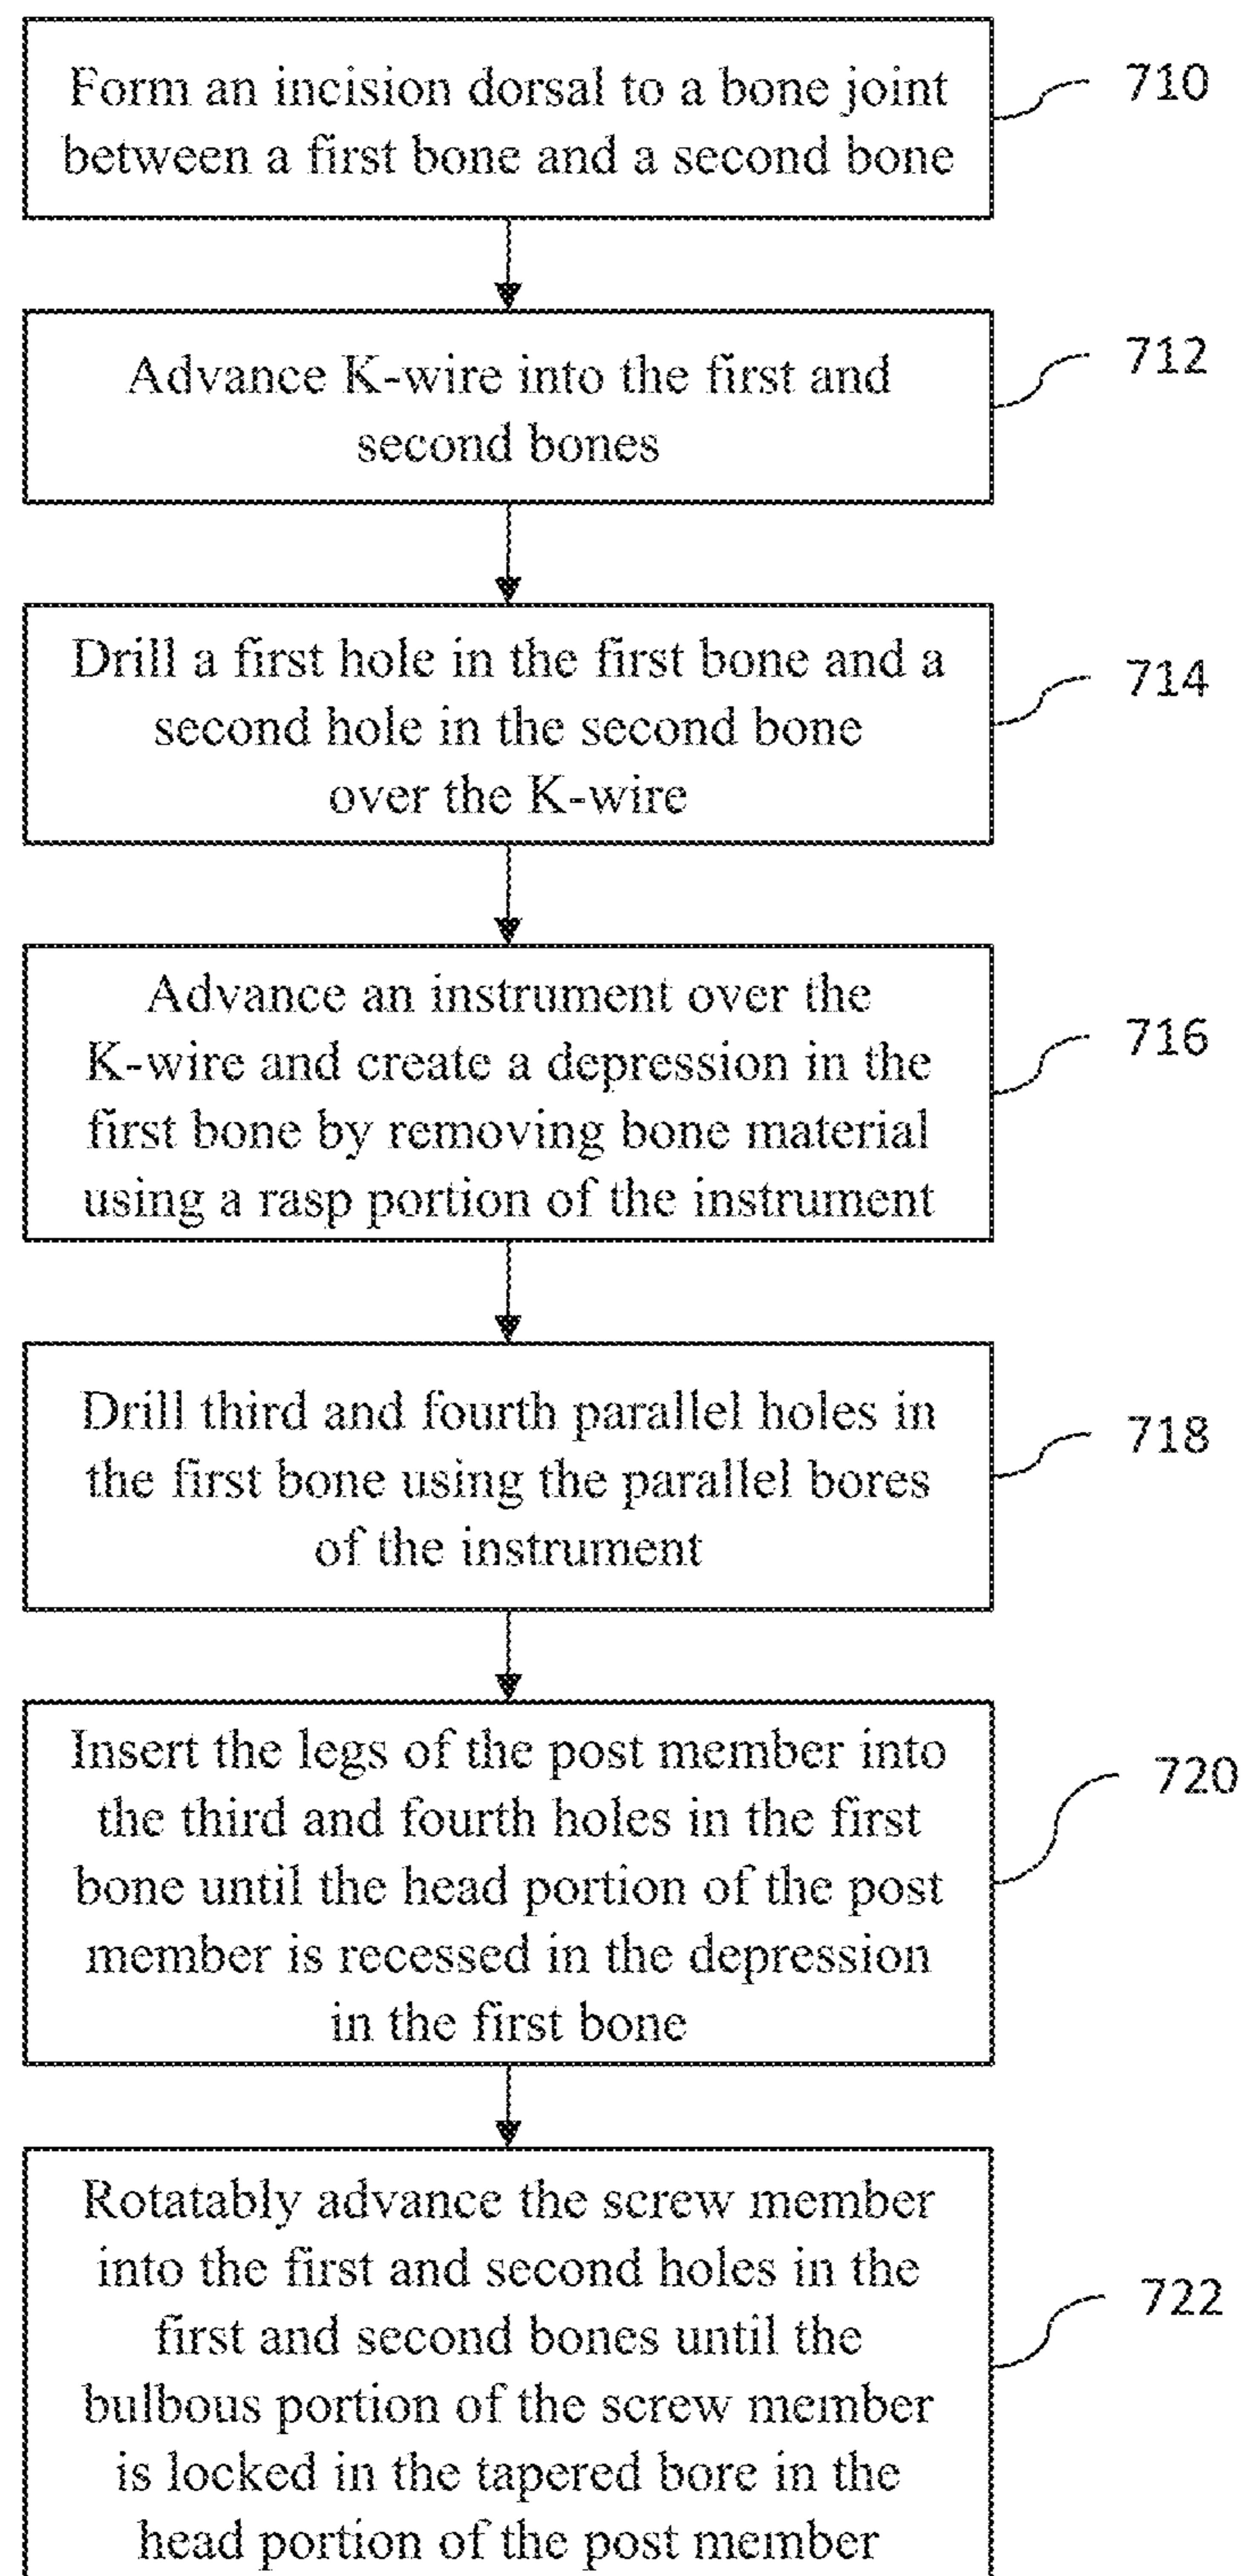 Form an incision dorsal to a bone joint
between a first bone and a second bone
710
Advance K-wire into the first and
second bones
712
Drill a first hole in the first bone and a
second hole in the second bone
over the K-wire
714
Advance an instrument over the
K-wire and create a depression in the
first bone by removing bone material
using a rasp portion of the instrument
716
Drill third and fourth parallel holes in
the first bone using the parallel bores
of the instrument
718
Insert the legs of the post member into
the third and fourth holes in the first
bone until the head portion of the post
member is recessed in the depression
in the first bone
720
Rotatably advance the screw member
into the first and second holes in the
first and second bones until the
bulbous portion of the screw member
is locked in the tapered bore in the
head portion of the post member
722